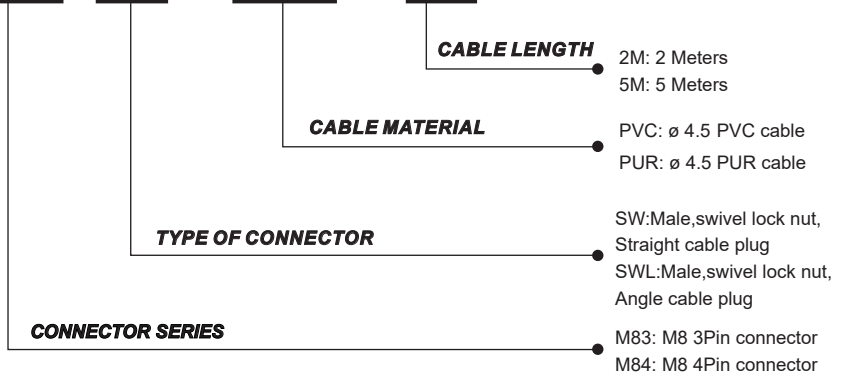 CABLE LENGTH
2M: 2 Meters
5M: 5 Meters
CABLE MATERIAL
PVC: ø 4.5 PVC cable
PUR: ø 4.5 PUR cable
TYPE OF CONNECTOR
SW:Male,swivel lock nut,
Straight cable plug
SWL:Male,swivel lock nut,
Angle cable plug
CONNECTOR SERIES
M83: M8 3Pin connector
M84: M8 4Pin connector